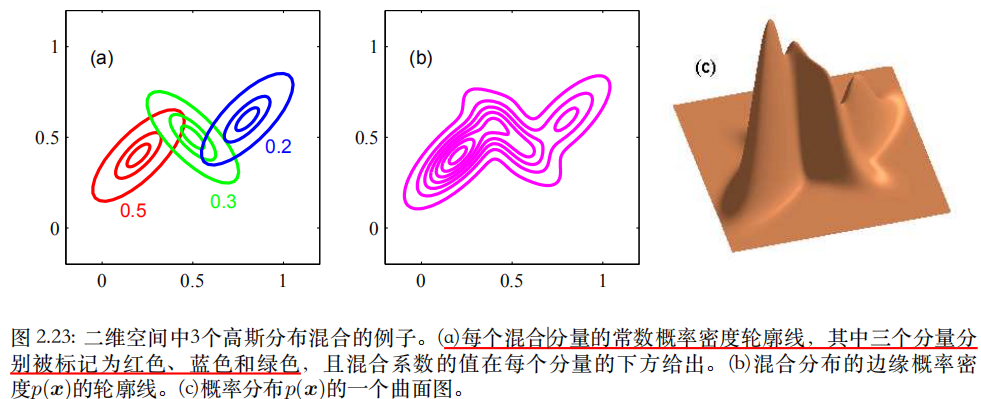 (a)
(b)
(c)
1
0.5
0
0.5
0.3
0.2
0
0.5
1
1
0.5
0
0
0.5
1
图 2.23: 二维空间中3个高斯分布混合的例子。(a)每个混合分量的常数概率密度轮廓线，其中三个分量分
别被标记为红色、蓝色和绿色，且混合系数的值在每个分量的下方给出。(b)混合分布的边缘概率密
度p(x)的轮廓线。(c)概率分布p(x)的一个曲面图。